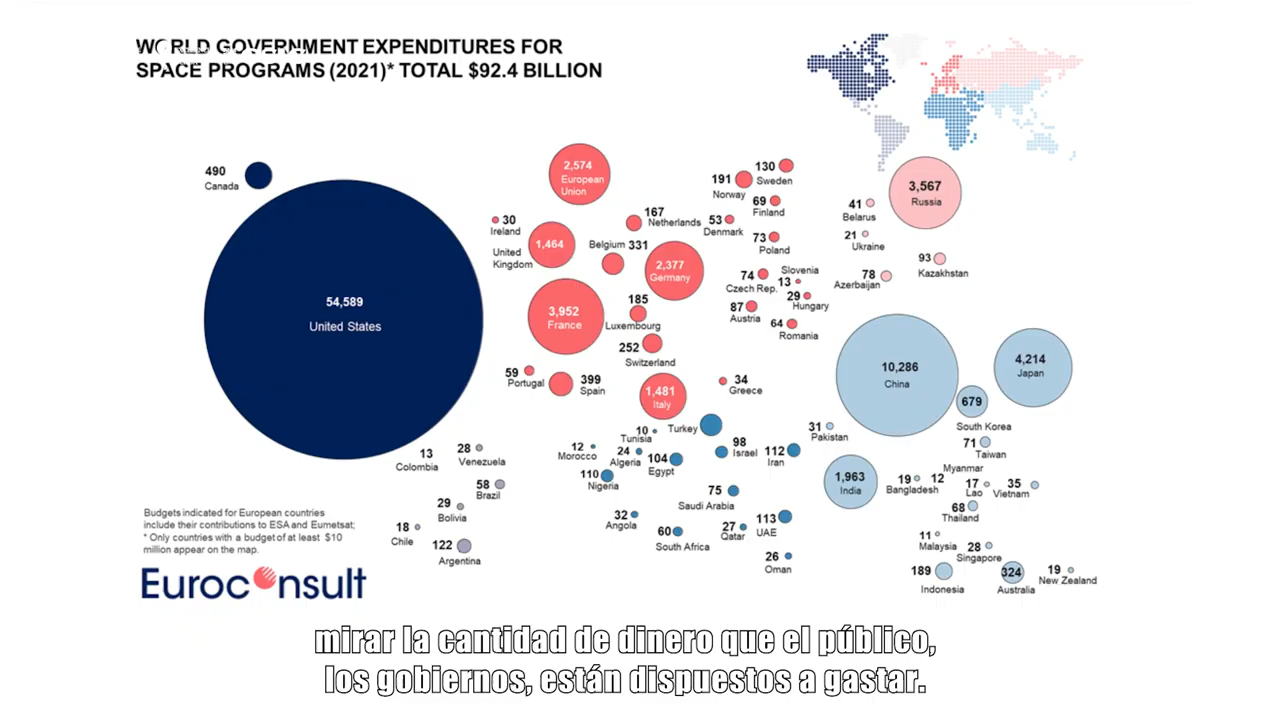 WORLD GOVERNMENT EXPENDITURES FOR
SPACE PROGRAMS (2021)* TOTAL $92.4 BILLION
490
Canada
54,589
United States
2,574
European
Union
30
Ireland
1,464
United
Kingdom
167
Netherlands
Belgium 331
2,377
Germany
3,952
France
185
Luxembourg
252
Switzerland
59
Portugal
399
Spain
1,481
Italy
191
Norway
130
Sweden
69
Finland
53
Denmark
73
Poland
74
Czech Rep.
Slovenia
13
29
Hungary
87
Austria
64
Romania
34
Greece
3,567
Russia
41
Belarus
21
Ukraine
93
Kazakhstan
78
Azerbaijan
10,286
China
4,214
Japan
679
South Korea
31
Pakistan
71
Taiwan
1,963
India
Myanmar
19
Bangladesh
12
17
Lao
35
Vietnam
68
Thailand
11
Malaysia
28
Singapore
189
Indonesia
324
Australia
19
New Zealand
10
Tunisia
Turkey
12
Morocco
24
Algeria
104
Egypt
98
Israel
112
Iran
110
Nigeria
75
Saudi Arabia
32
Angola
60
South Africa
27
Qatar
113
UAE
26
Oman
13
Colombia
28
Venezuela
58
Brazil
29
Bolivia
18
Chile
122
Argentina
Budgets indicated for European countries
include their contributions to ESA and Eumetsat;
* Only countries with a budget of at least $10
million appear on the map.
Euroconsult
mirar la cantidad de dinero que el público,
los gobiernos, están dispuestos a gastar.